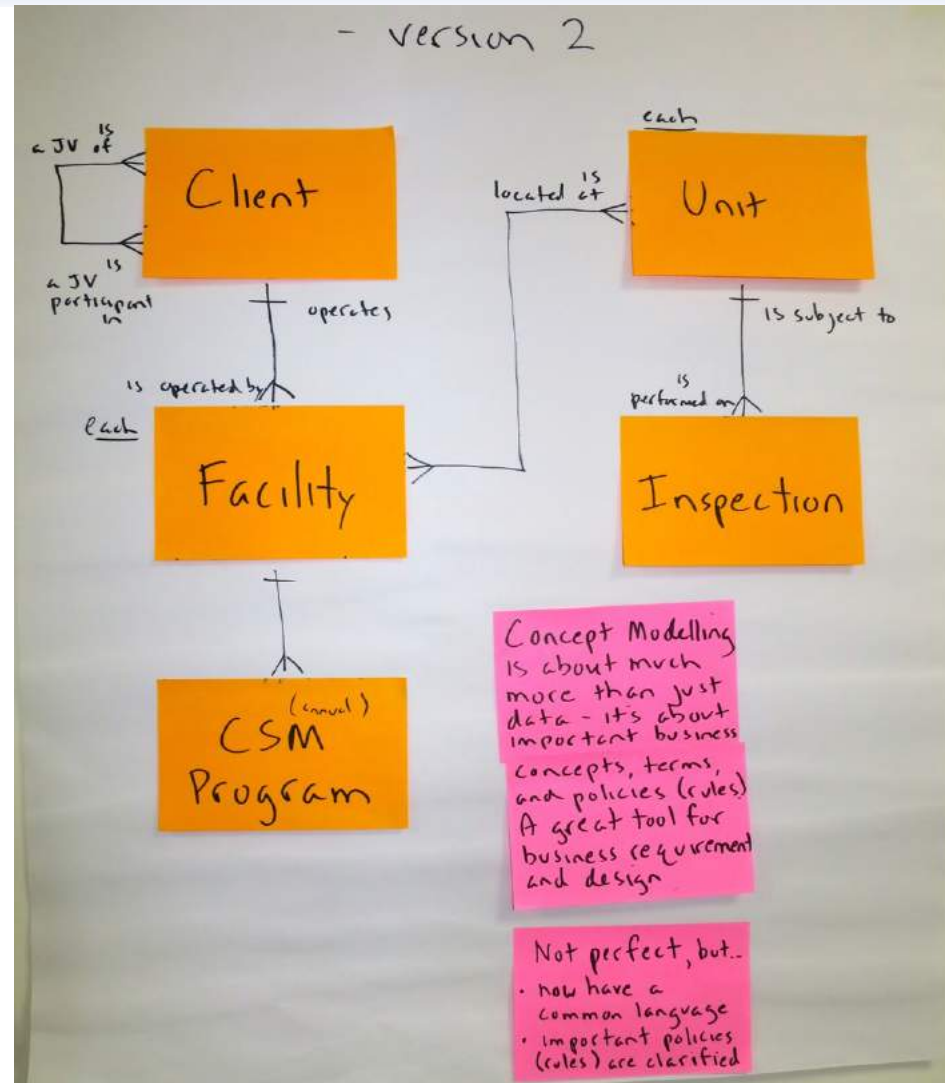 - version 2
is
a JV of
Client
is
a JV
participant
in
operates
is operated by
each
Facility
(annual)
CSM
Program
each
Unit
is
located at
is subject to
is
performed on
Inspection
Concept Modelling
is about much
more than just
data - it's about
important business
concepts, terms,
and policies (rules)
A great tool for
business requirement
and design
Not perfect, but..
• now have a
common language
• important policies
(rules) are clarified